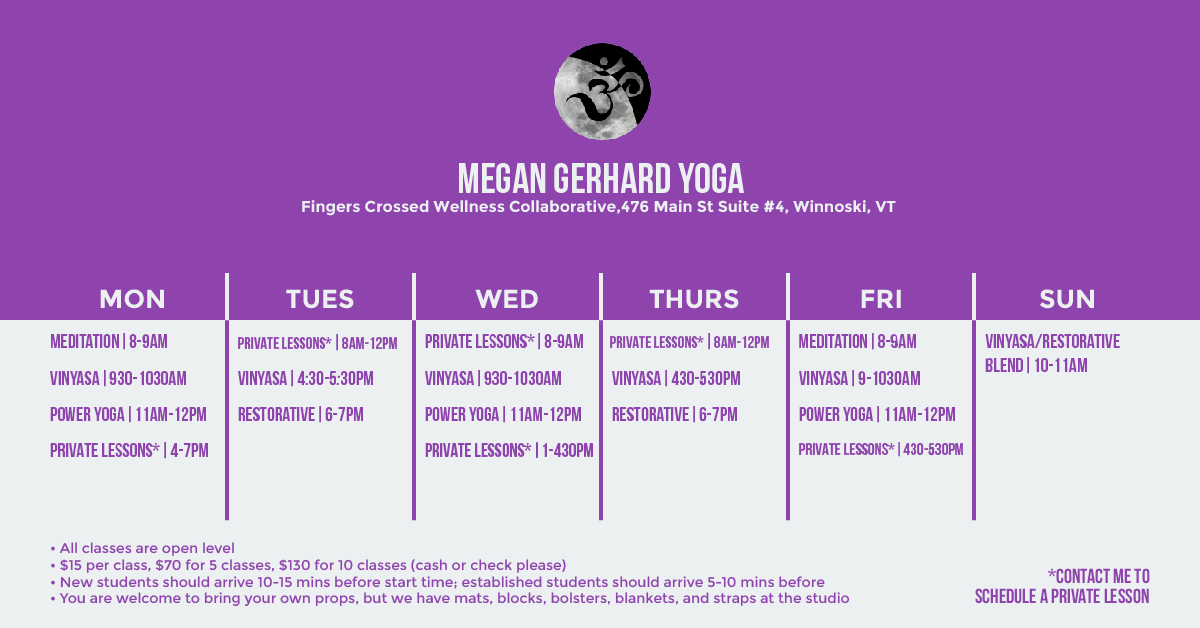 MEGAN GERHARD YOGA
Fingers Crossed Wellness Collaborative,476 Main St Suite #4, Winnoski, VT
MON
MEDITATION | 8-9AM
VINYASA | 930-1030AM
POWER YOGA | 11AM-12PM
PRIVATE LESSONS* | 4-7PM
TUES
PRIVATE LESSONS* | 8AM-12PM
VINYASA | 4:30-5:30PM
RESTORATIVE | 6-7PM
WED
PRIVATE LESSONS* | 8-9AM
VINYASA | 930-1030AM
POWER YOGA | 11AM-12PM
PRIVATE LESSONS* | 1-430PM
THURS
PRIVATE LESSONS* | 8AM-12PM
VINYASA | 430-530PM
RESTORATIVE | 6-7PM
FRI
MEDITATION | 8-9AM
VINYASA | 9-1030AM
POWER YOGA | 11AM-12PM
PRIVATE LESSONS* | 430-530PM
SUN
VINYASA/RESTORATIVE
BLEND | 10-11AM
• All classes are open level
• $15 per class, $70 for 5 classes, $130 for 10 classes (cash or check please)
• New students should arrive 10-15 mins before start time; established students should arrive 5-10 mins before
• You are welcome to bring your own props, but we have mats, blocks, bolsters, blankets, and straps at the studio
*CONTACT ME TO
SCHEDULE A PRIVATE LESSON